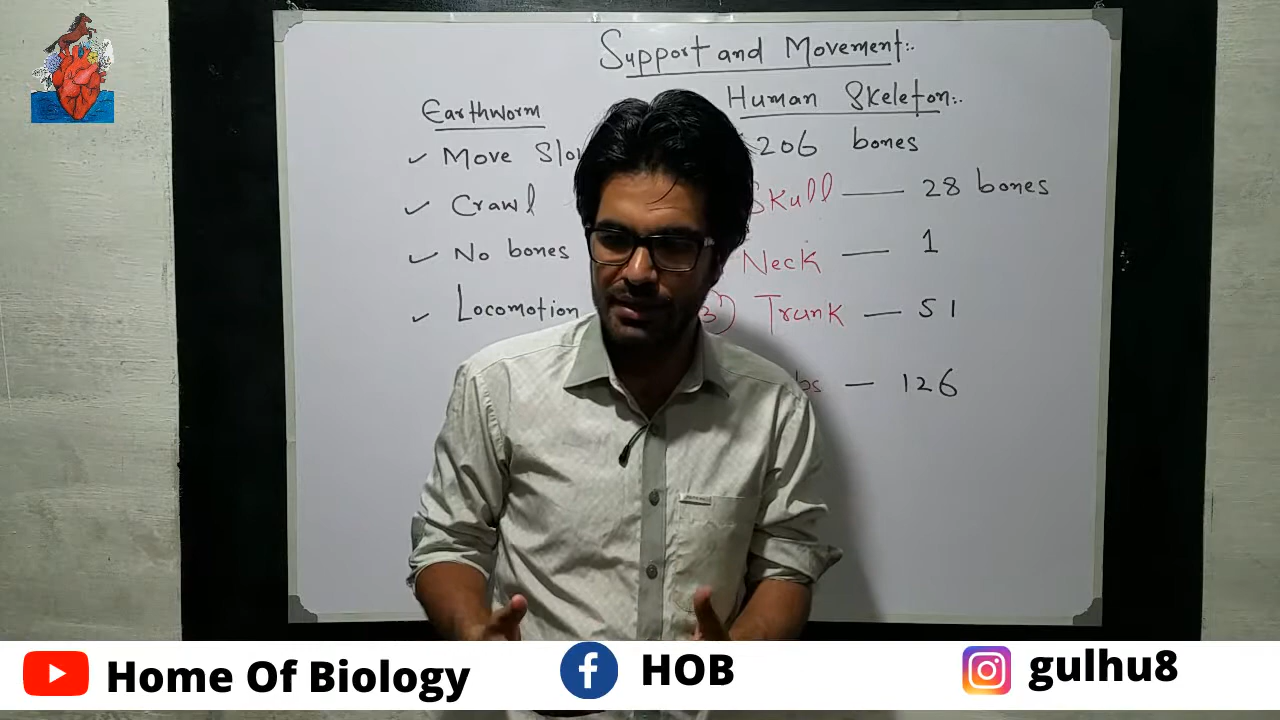 Support and Movement:.
Earthworm
✓ Move
✓ Crawl
✓ No bones
✓ Locomotion
Human Skeleton:.
206 bones
Skull — 28 bones
Neck — 1
3) Trunk — 51
— 126
Home Of Biology
HOB
gulhu8